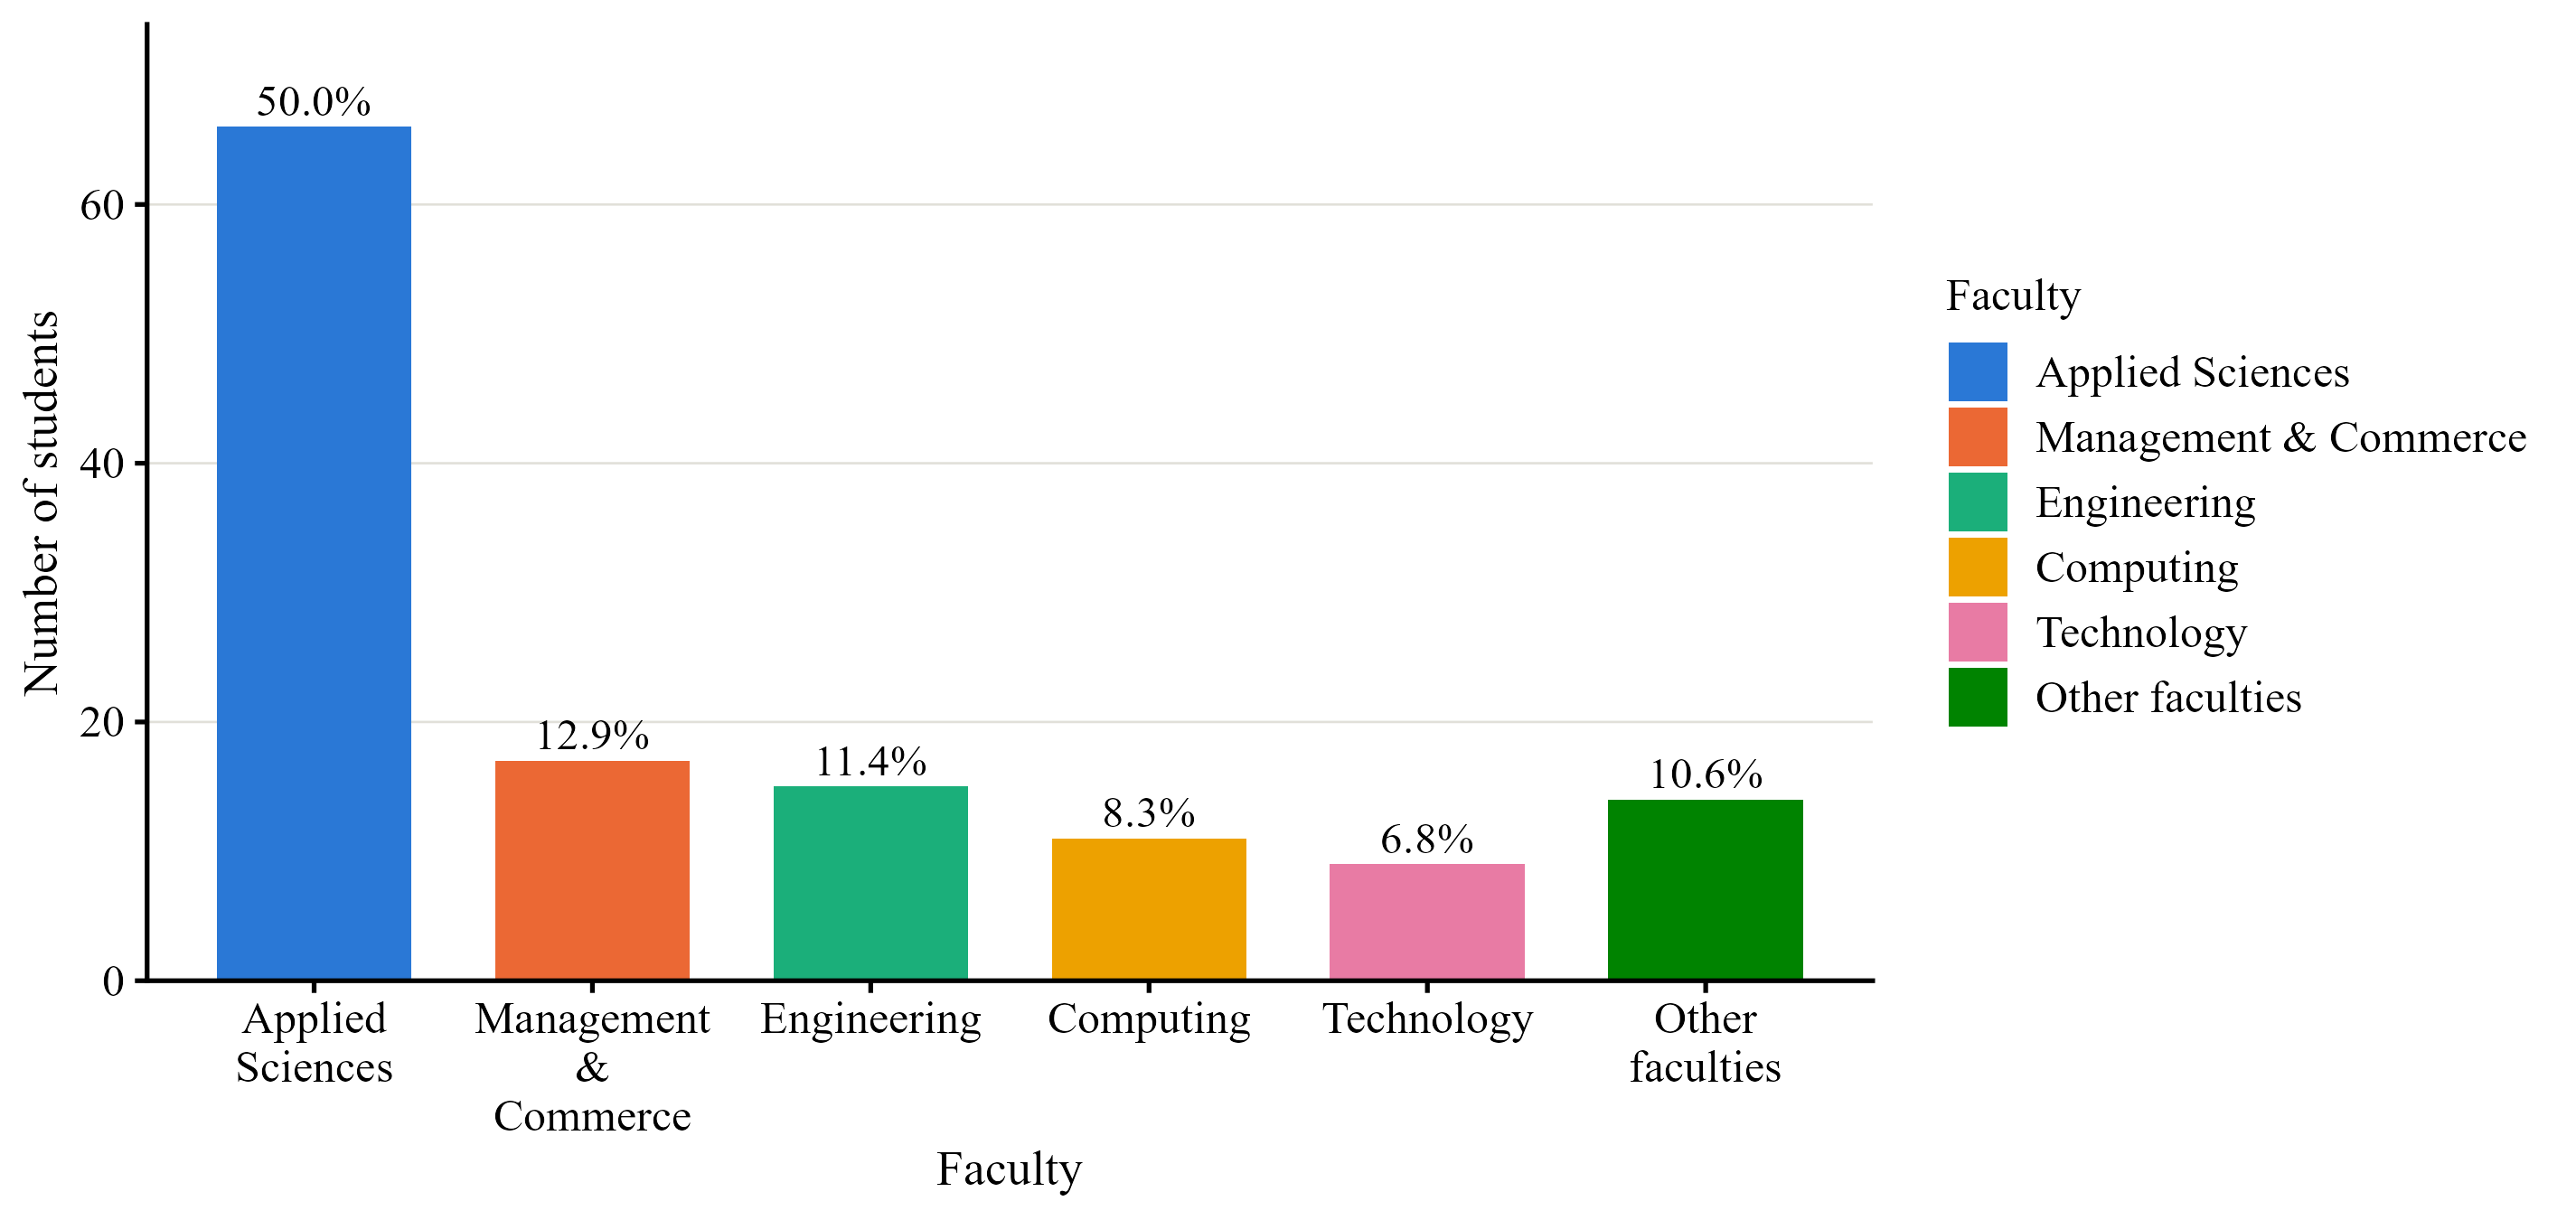 50.0%
60
40
20
0
Number of students
12.9%
11.4%
8.3%
6.8%
10.6%
Applied
Sciences
Management
&
Commerce
Engineering
Computing
Technology
Other
faculties
Faculty
Faculty
Applied Sciences
Management & Commerce
Engineering
Computing
Technology
Other faculties